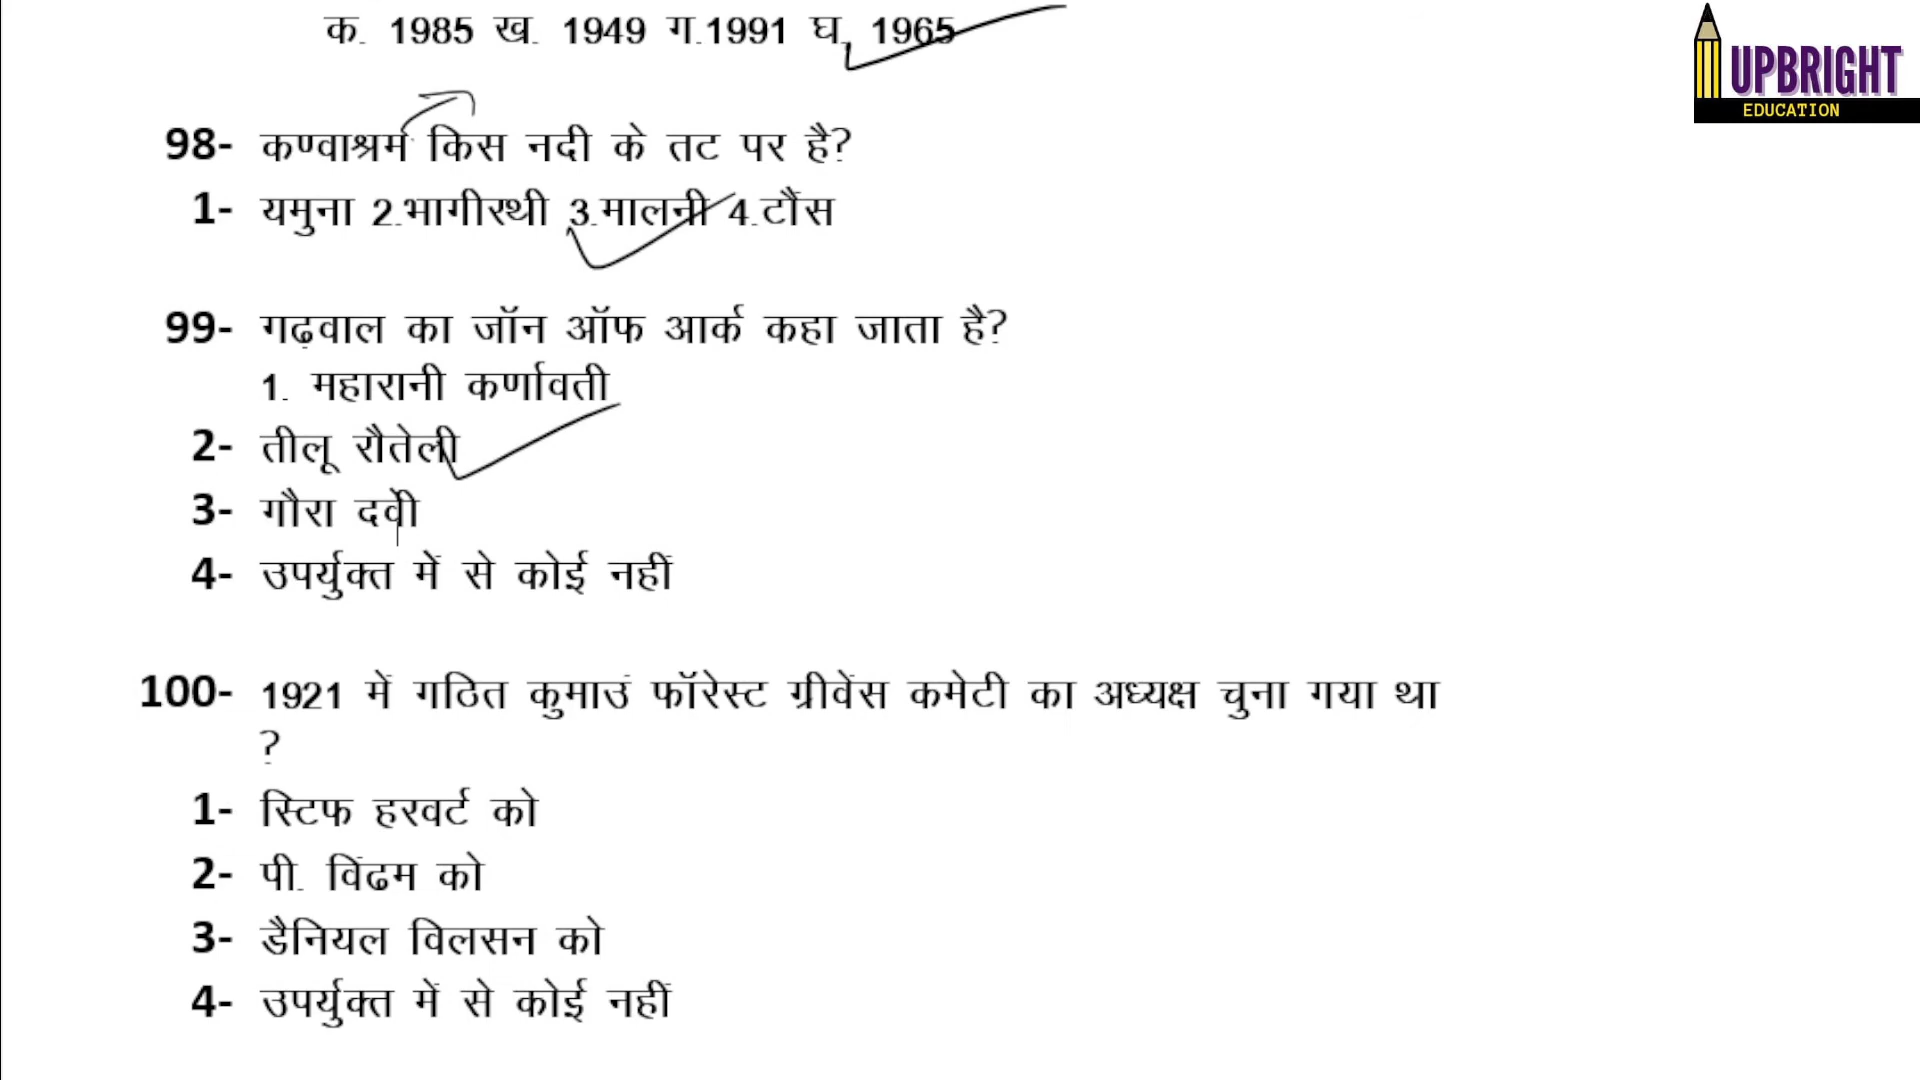 क. 1985 ख. 1949 ग.1991 घ. 1965
UPBRIGHT
EDUCATION
98- कण्वाश्रम किस नदी के तट पर है?
1- यमुना 2.भागीरथी 3.मालनी 4.टौंस
99- गढ़वाल का जॉन ऑफ आर्क कहा जाता है?
1. महारानी कर्णावती
2- तीलू रौतेली
3- गौरा दवेी
4- उपर्युक्त में से कोई नहीं
100- 1921 में गठित कुमाउं फॉरेस्ट ग्रीवेंस कमेटी का अध्यक्ष चुना गया था
?
1- स्टिफ हरवर्ट को
2- पी. विंढम को
3- डैनियल विलसन को
4- उपर्युक्त में से कोई नहीं